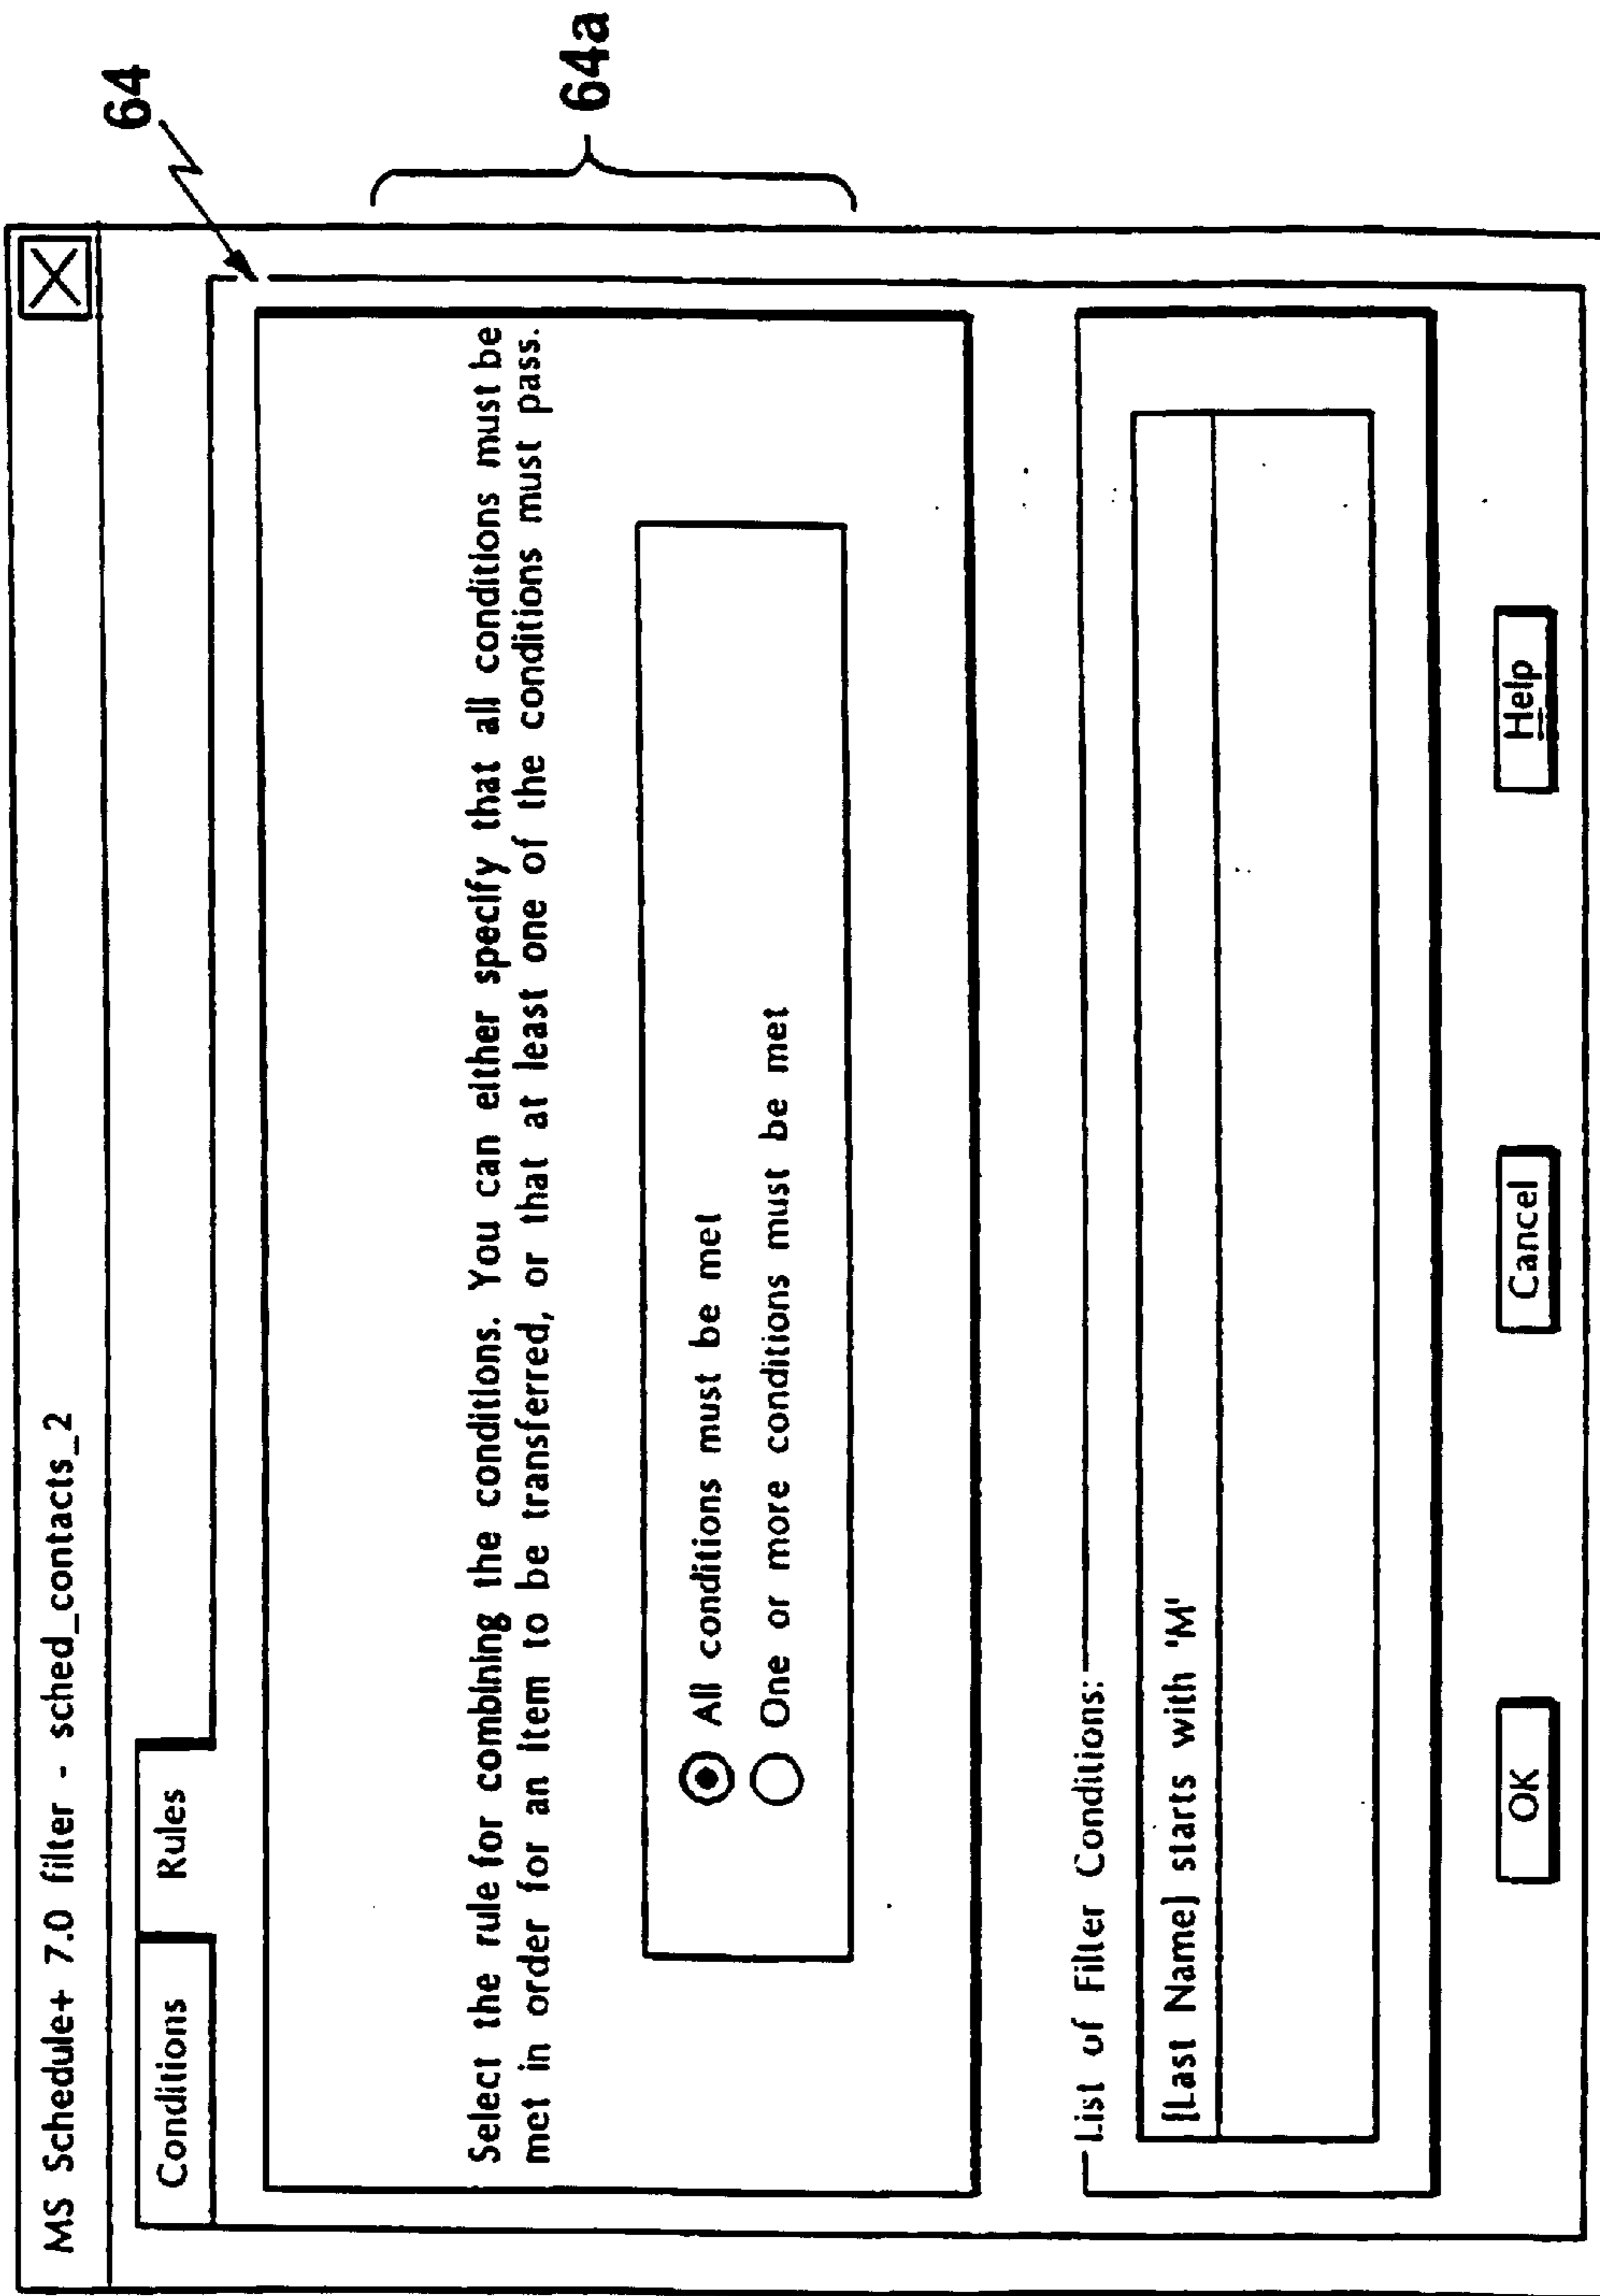 MS Schedule+ 7.0 filter - sched_contacts_2
Conditions
Rules
64
64a
Select the rule for combining the conditions. You can either specify that all conditions must be
met in order for an item to be transferred, or that at least one of the conditions must pass.
All conditions must be met
One or more conditions must be met
List of Filter Conditions:
[Last Name] starts with 'M'
OK
Cancel
Help